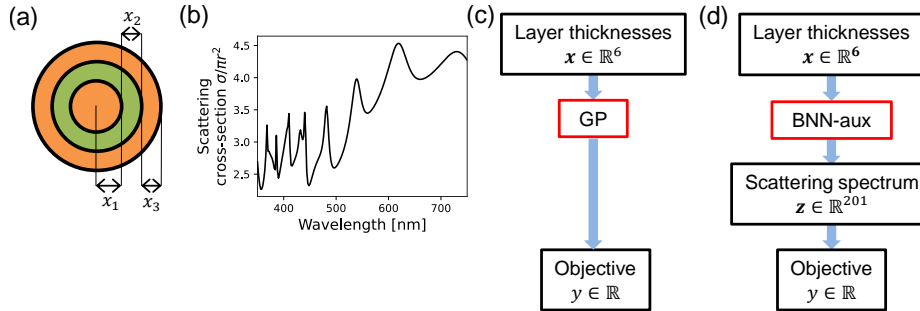 (a)
x₂
x₁
x₃
(b)
Scattering
cross-section σ/πr²
4.5
4.0
3.5
3.0
2.5
400
500
600
700
Wavelength [nm]
(c)
Layer thicknesses
x ∈ ℝ⁶
GP
Objective
y ∈ ℝ
(d)
Layer thicknesses
x ∈ ℝ⁶
BNN-aux
Scattering spectrum
z ∈ ℝ²⁰¹
Objective
y ∈ ℝ